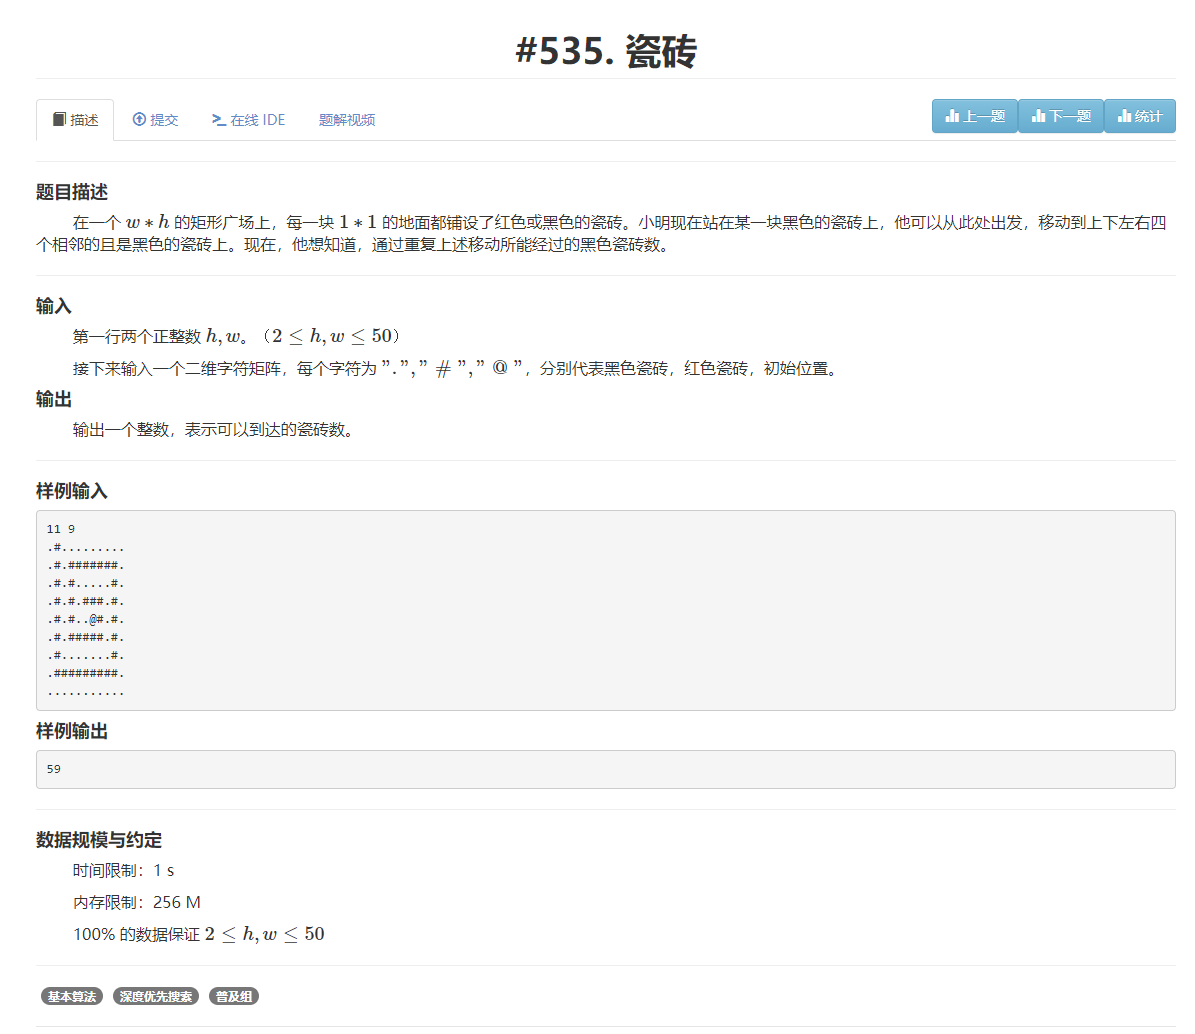 #535. 瓷砖
描述 提交 在线 IDE 题解视频 上一题 下一题 统计
题目描述
在一个 w ∗ h 的矩形广场上，每一块 1 ∗ 1 的地面都铺设了红色或黑色的瓷砖。小明现在站在某一块黑色的瓷砖上，他可以从此处出发，移动到上下左右四
个相邻的且是黑色的瓷砖上。现在，他想知道，通过重复上述移动所能经过的黑色瓷砖数。
输入
第一行两个正整数 h, w。（2 ≤ h, w ≤ 50）
接下来输入一个二维字符矩阵，每个字符为 ”.”, ” # ”, ” @ ”，分别代表黑色瓷砖，红色瓷砖，初始位置。
输出
输出一个整数，表示可以到达的瓷砖数。
样例输入
11 9
.#.........
.#.#######.
.#.#.....#.
.#.#.###.#.
.#.#..@#.#.
.#.#####.#.
.#.......#.
.#########.
...........
样例输出
59
数据规模与约定
时间限制：1 s
内存限制：256 M
100% 的数据保证 2 ≤ h, w ≤ 50
基本算法 深度优先搜索 普及组